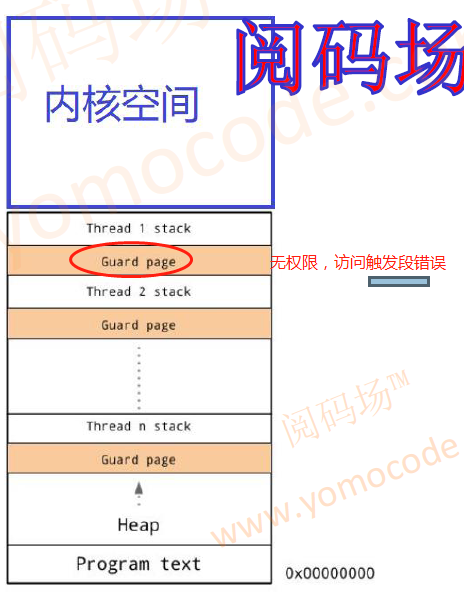 阅码场
内核空间
Thread 1 stack
Guard page
无权限，访问触发段错误
Thread 2 stack
Guard page
Thread n stack
Guard page
阅码场™
Heap
www.yomocode
Program text
0x00000000